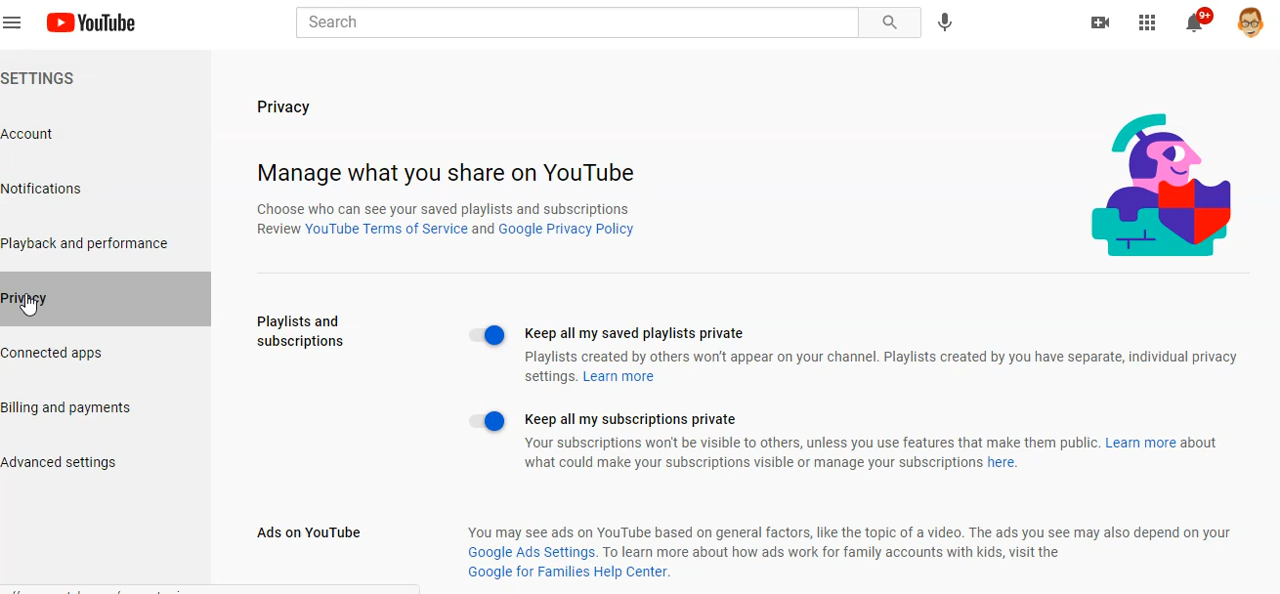 YouTube
Search
9+
SETTINGS
Account
Notifications
Playback and performance
Privacy
Connected apps
Billing and payments
Advanced settings
Privacy
Manage what you share on YouTube
Choose who can see your saved playlists and subscriptions
Review YouTube Terms of Service and Google Privacy Policy
Playlists and
subscriptions
Keep all my saved playlists private
Playlists created by others won't appear on your channel. Playlists created by you have separate, individual privacy
settings. Learn more
Keep all my subscriptions private
Your subscriptions won't be visible to others, unless you use features that make them public. Learn more about
what could make your subscriptions visible or manage your subscriptions here.
Ads on YouTube
You may see ads on YouTube based on general factors, like the topic of a video. The ads you see may also depend on your
Google Ads Settings. To learn more about how ads work for family accounts with kids, visit the
Google for Families Help Center.